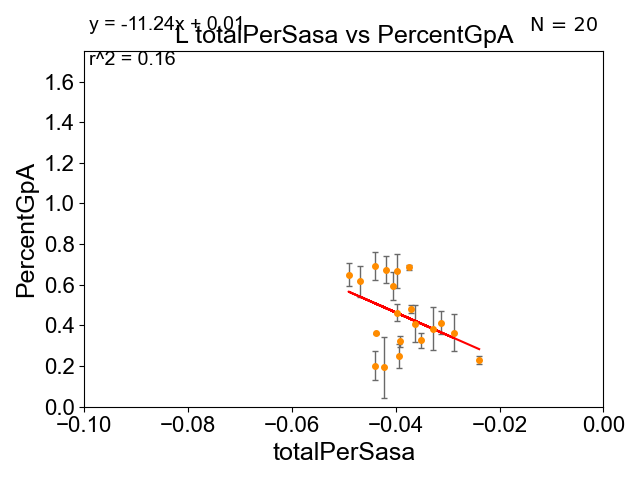 y = -11.24x + 0.01
N = 20
L totalPerSasa vs PercentGpA
r^2 = 0.16
1.6
1.4
1.2
1.0
0.8
0.6
0.4
0.2
0.0
PercentGpA
−0.10
−0.08
−0.06
−0.04
−0.02
0.00
totalPerSasa